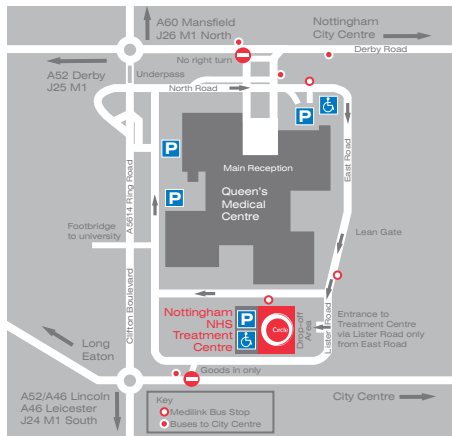 A60 Mansfield
J26 M1 North
Nottingham
City Centre
Derby Road
No right turn
A52 Derby
J25 M1
Underpass
North Road
P
P
P
Main Reception
Queen's
Medical
Centre
East Road
A5614 Ring Road
Footbridge
to university
Lean Gate
Clifton Boulevard
Nottingham
NHS
Treatment
Centre
P
Circle
Drop-off
Area
Lister Road
Entrance to
Treatment Centre
via Lister Road only
from East Road
Long
Eaton
Goods in only
A52/A46 Lincoln
A46 Leicester
J24 M1 South
Key
Medilink Bus Stop
Buses to City Centre
City Centre